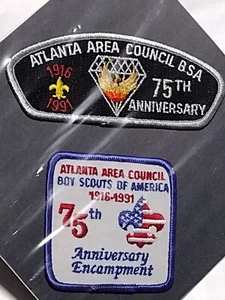 ATLANTA AREA COUNCIL BSA
1916
1991
75TH
ANNIVERSARY
ATLANTA AREA COUNCIL
BOY SCOUTS OF AMERICA
1916-1991
75th
Anniversary
Encampment